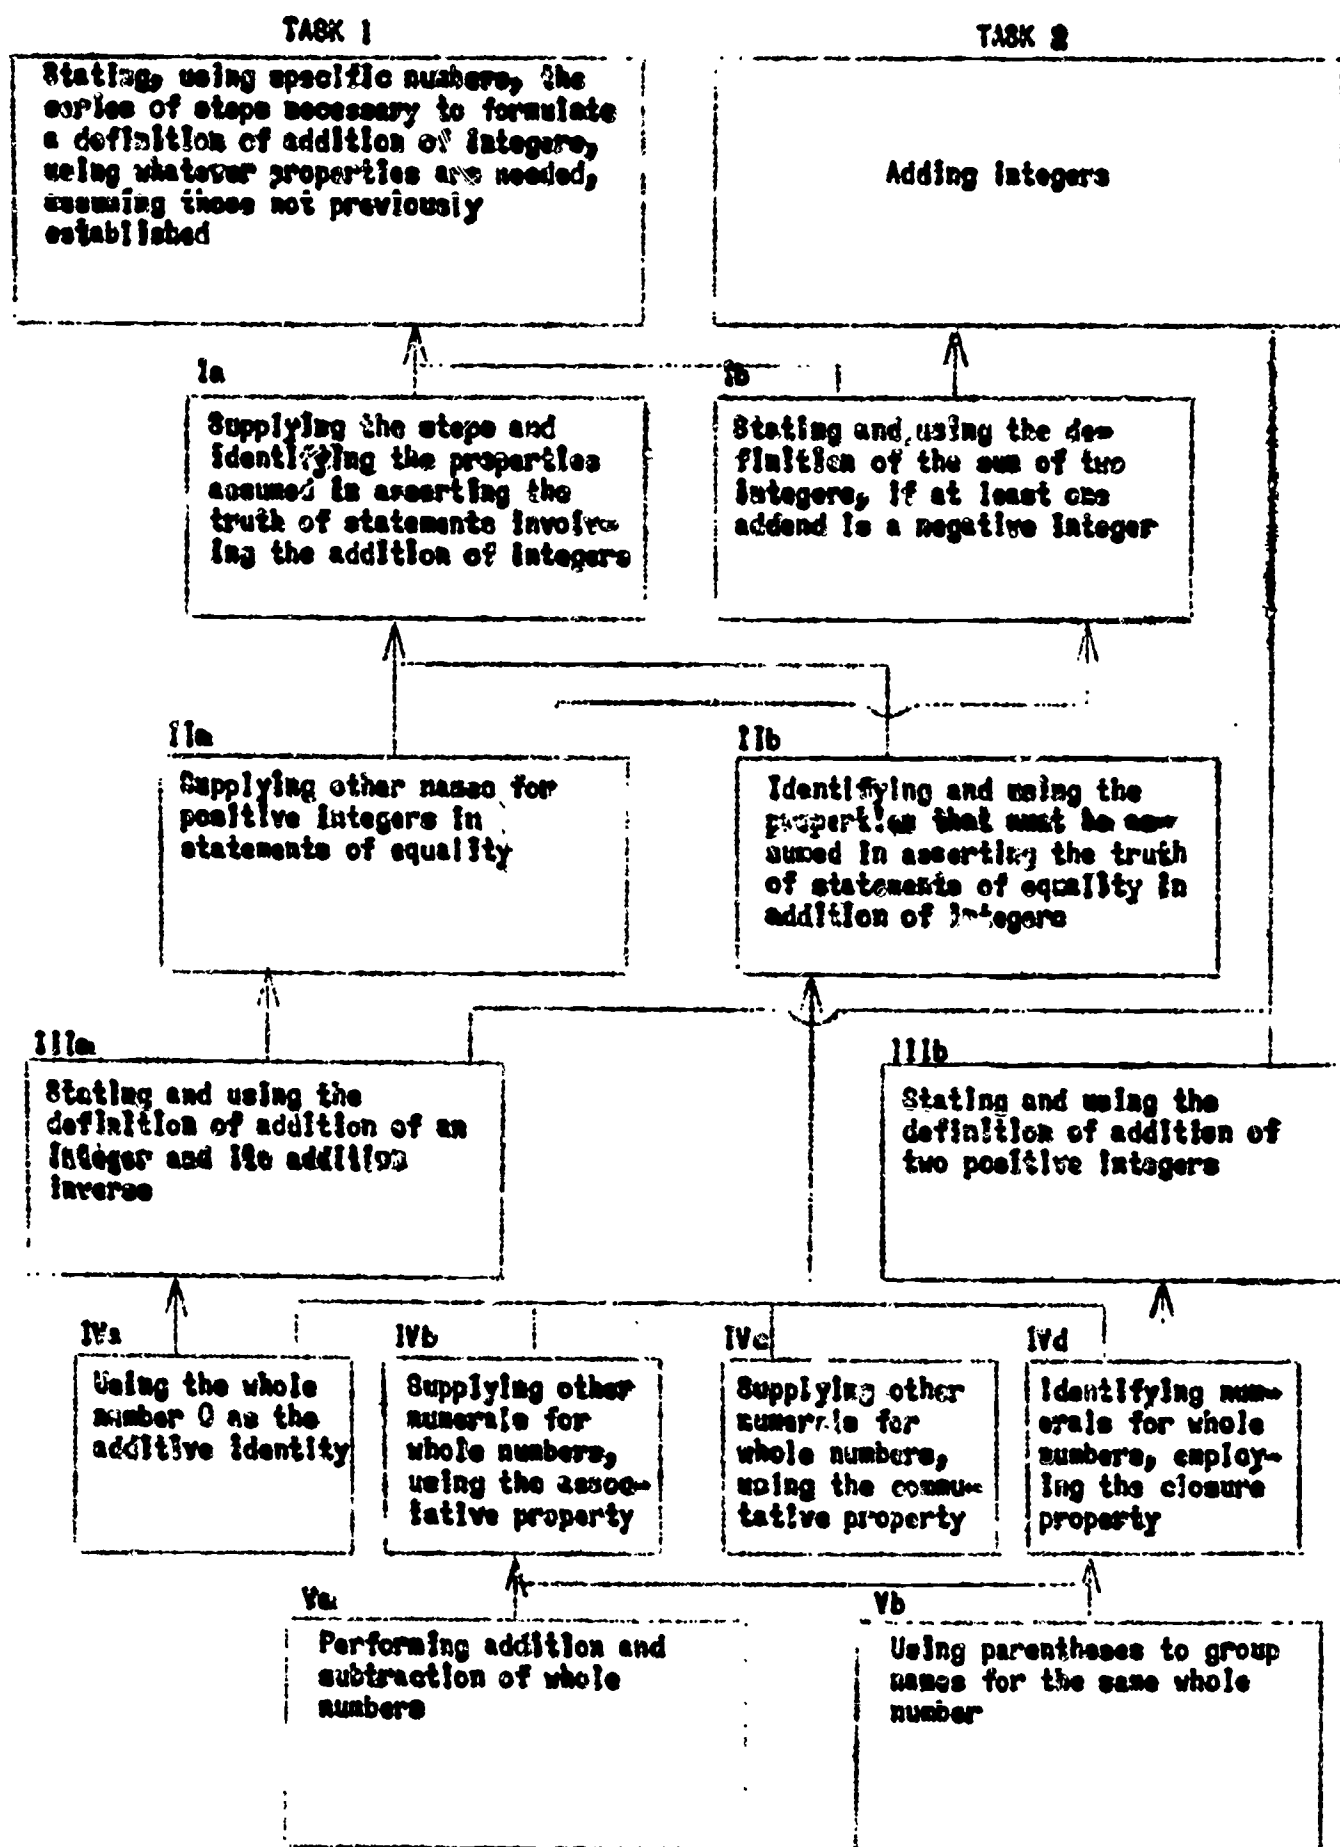 TASK 1
Stating, using specific numbers, the
series of steps necessary to formulate
a definition of addition of integers,
using whatever properties are needed,
assuming those not previously
established
TASK 2
Adding integers
Ia
Supplying the steps and
identifying the properties
assumed in asserting the
truth of statements involv-
ing the addition of integers
Ib
Stating and using the de-
finition of the sum of two
integers, if at least one
addend is a negative integer
IIa
Supplying other names for
positive integers in
statements of equality
IIb
Identifying and using the
properties that must be as-
sumed in asserting the truth
of statements of equality in
addition of integers
IIIa
Stating and using the
definition of addition of an
integer and its addition
inverse
IIIb
Stating and using the
definition of addition of
two positive integers
IVa
Using the whole
number 0 as the
additive identity
IVb
Supplying other
numerals for
whole numbers,
using the assoc-
iative property
IVc
Supplying other
numerals for
whole numbers,
using the commu-
tative property
IVd
Identifying num-
erals for whole
numbers, employ-
ing the closure
property
Va
Performing addition and
subtraction of whole
numbers
Vb
Using parentheses to group
names for the same whole
number